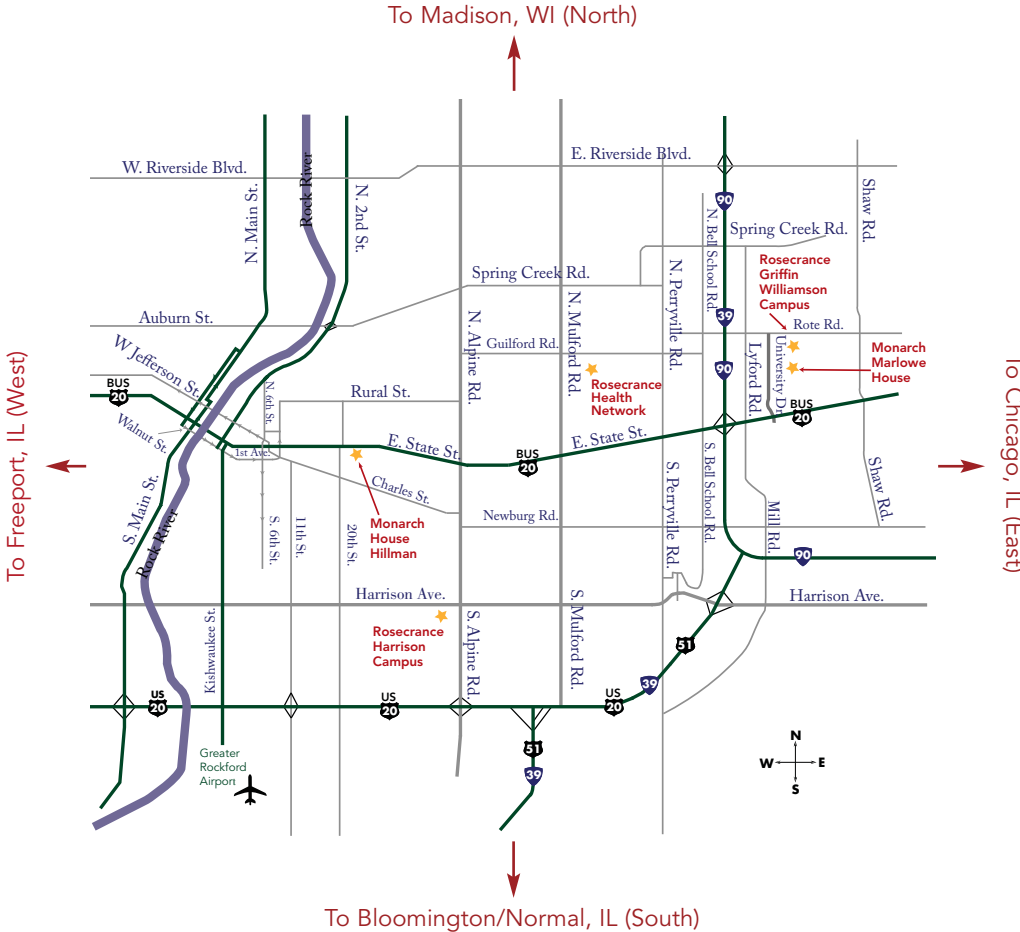 To Madison, WI (North)
W. Riverside Blvd.
E. Riverside Blvd.
Rock River
N. Main St.
N. 2nd St.
90
Shaw Rd.
N. Bell School Rd.
Spring Creek Rd.
Spring Creek Rd.
Rosecrance
Griffin
Williamson
Campus
N. Perryville Rd.
N. Mulford Rd.
N. Alpine Rd.
Auburn St.
39
Rote Rd.
W Jefferson St.
Guilford Rd.
Lyford Rd.
University Dr.
Monarch
Marlowe
House
90
Rosecrance
Health
Network
BUS
20
N. 6th St.
Rural St.
BUS
20
Walnut St.
1st Ave.
E. State St.
E. State St.
BUS
20
To Freeport, IL (West)
To Chicago, IL (East)
S. Main St.
Charles St.
S. Perryville Rd.
S. Bell School Rd.
Shaw Rd.
Rock River
S. 6th St.
11th St.
20th St.
Monarch
House
Hillman
Newburg Rd.
Mill Rd.
90
Harrison Ave.
Harrison Ave.
Kishwaukee St.
Rosecrance
Harrison
Campus
S. Alpine Rd.
S. Mulford Rd.
51
39
US
20
US
20
US
20
51
39
Greater
Rockford
Airport
N
W
E
S
To Bloomington/Normal, IL (South)